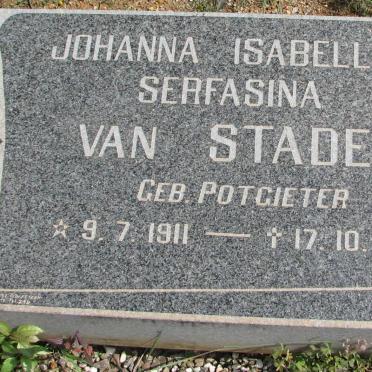 JOHANNA ISABELL
SERFASINA
VAN STADE
GEB. POTGIETER
☆ 9. 7. 1911 — ✝ 17. 10.